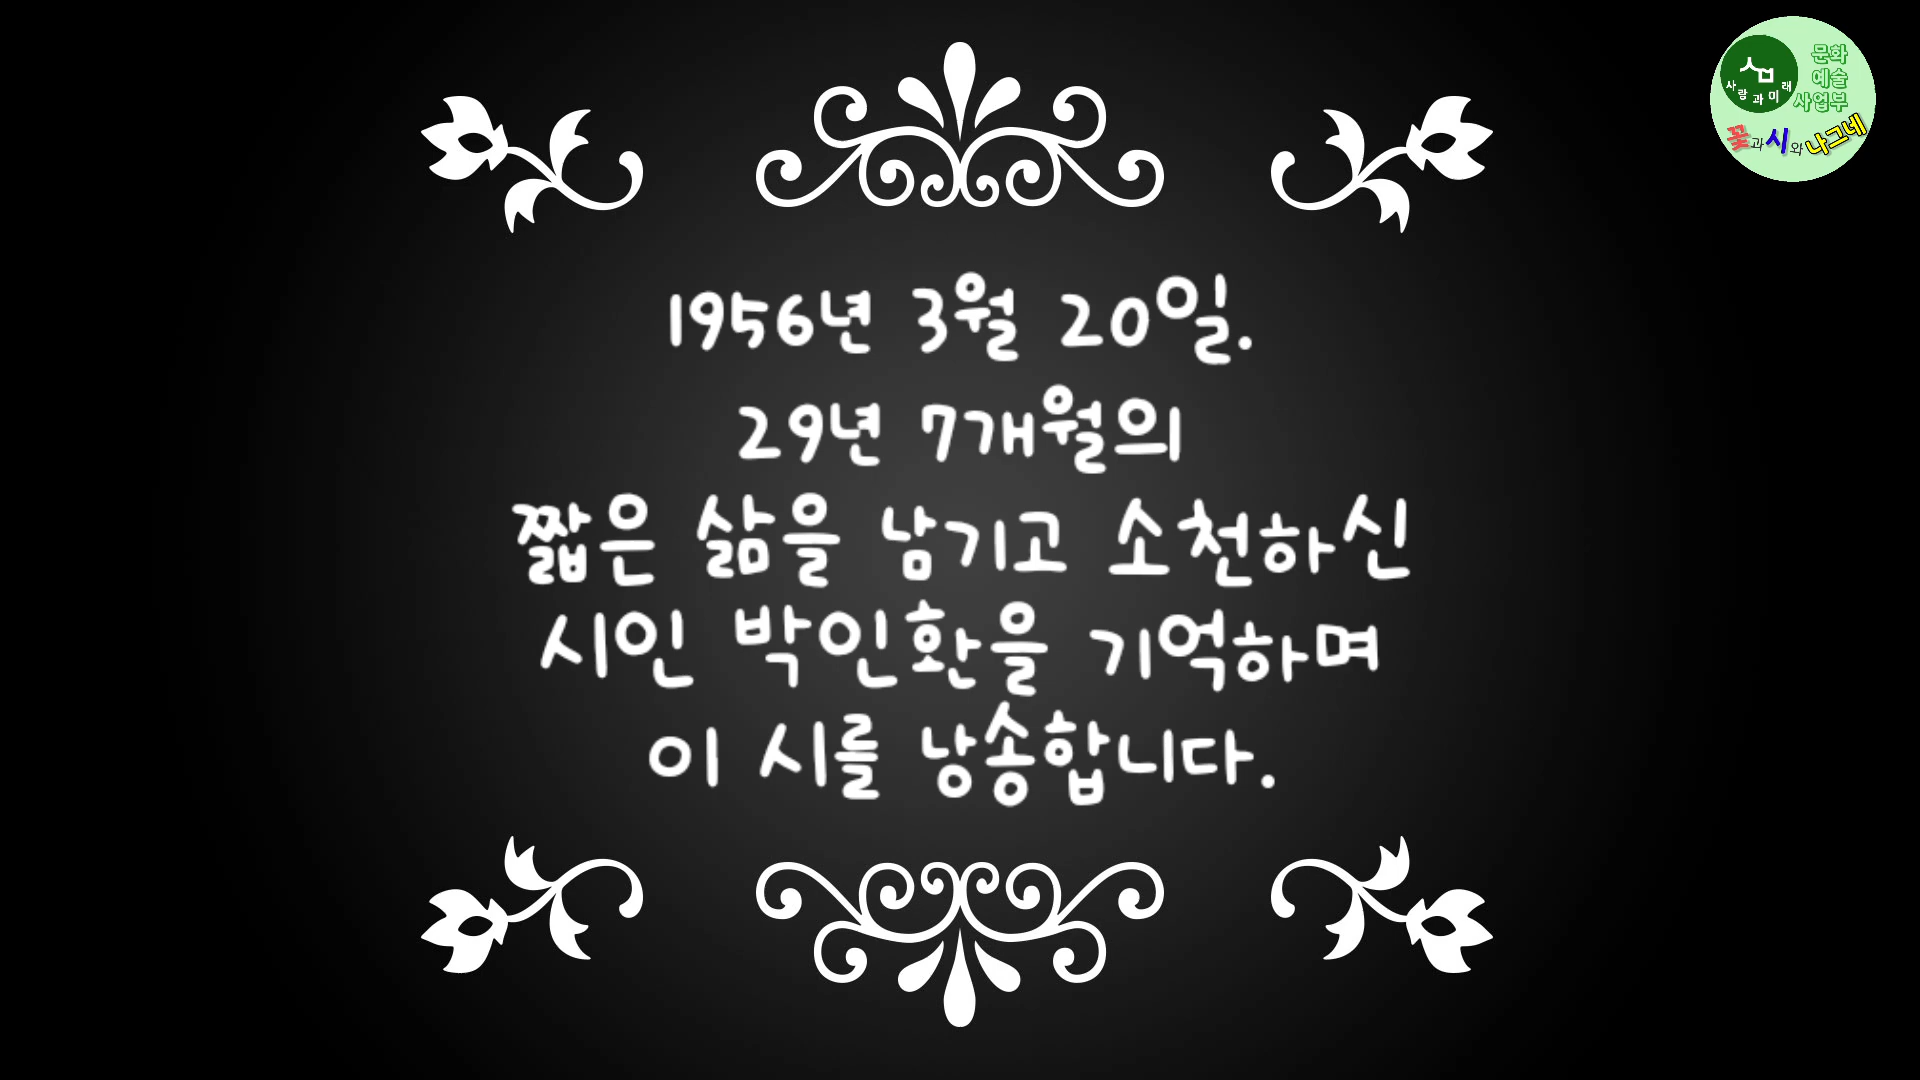 문화
예술
사업부
삶
사랑과미래
꽃과시와나그네
1956년 3월 20일.
29년 7개월의
짧은 삶을 남기고 소천하신
시인 박인환을 기억하며
이 시를 낭송합니다.